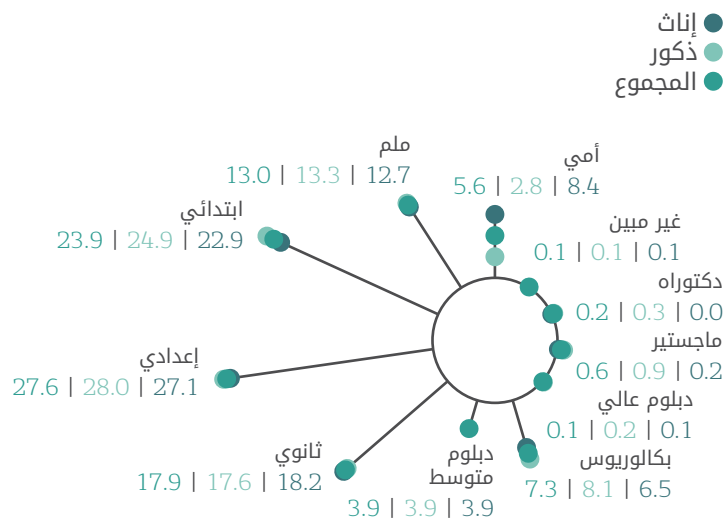 إناث
ذكور
المجموع
أمي
5.6 | 2.8 | 8.4
ملم
13.0 | 13.3 | 12.7
ابتدائي
23.9 | 24.9 | 22.9
إعدادي
27.6 | 28.0 | 27.1
ثانوي
17.9 | 17.6 | 18.2
دبلوم
متوسط
3.9 | 3.9 | 3.9
بكالوريوس
7.3 | 8.1 | 6.5
دبلوم عالي
0.1 | 0.2 | 0.1
ماجستير
0.6 | 0.9 | 0.2
دكتوراه
0.2 | 0.3 | 0.0
غير مبين
0.1 | 0.1 | 0.1